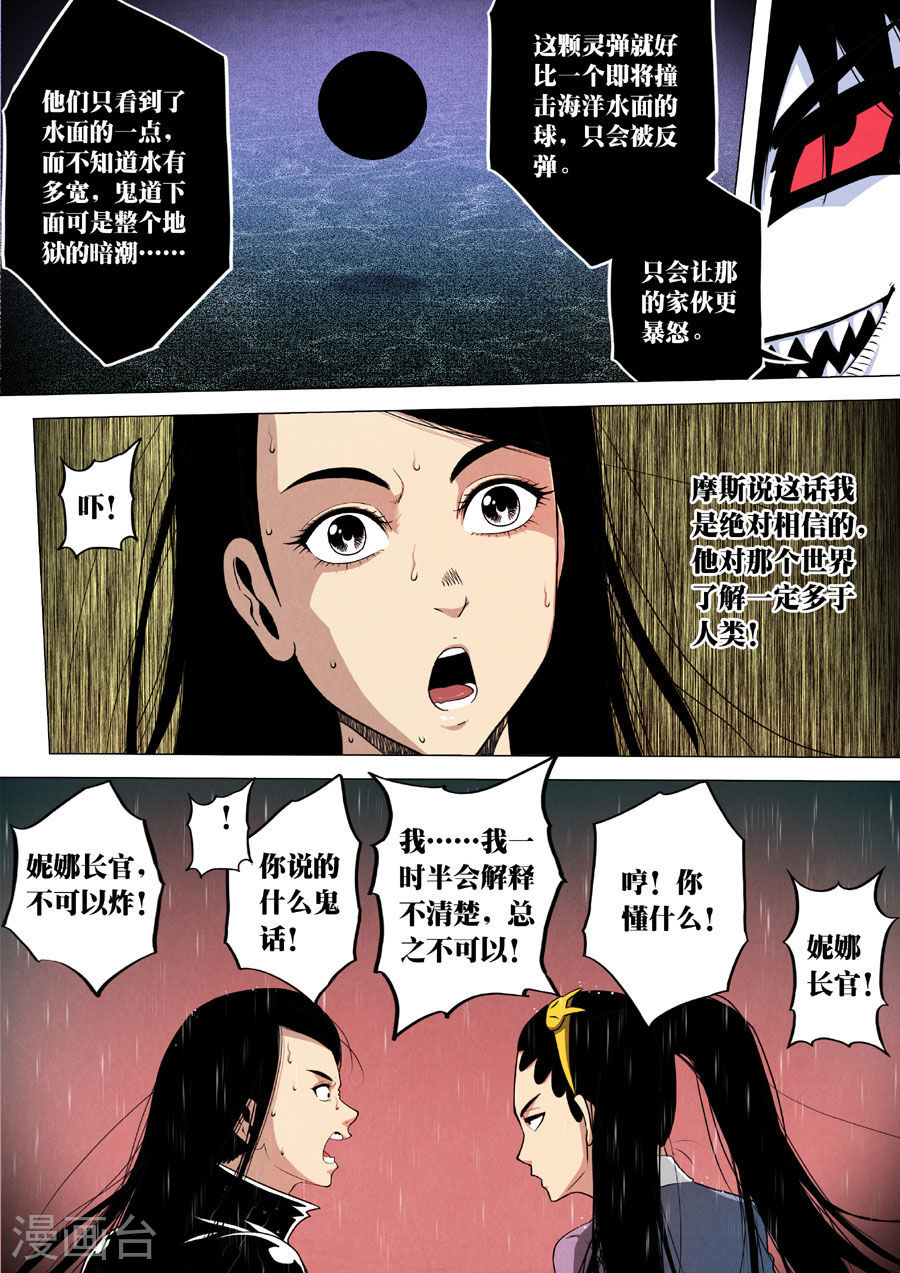 他们只看到了
水面的一点，
而不知道水有
多宽，鬼道下
面可是整个地
狱的暗潮……
这颗灵弹就好
比一个即将撞
击海洋水面的
球，只会被反
弹。
只会让那
的家伙更
暴怒。
吓！
摩斯说这话我
是绝对相信的，
他对那个世界
了解一定多于
人类！
妮娜长官，
不可以炸！
！
你说的
什么鬼
话！
我……我一
时半会解释
不清楚，总
之不可以！
哼！你
懂什么！
妮娜
长官！
漫画台